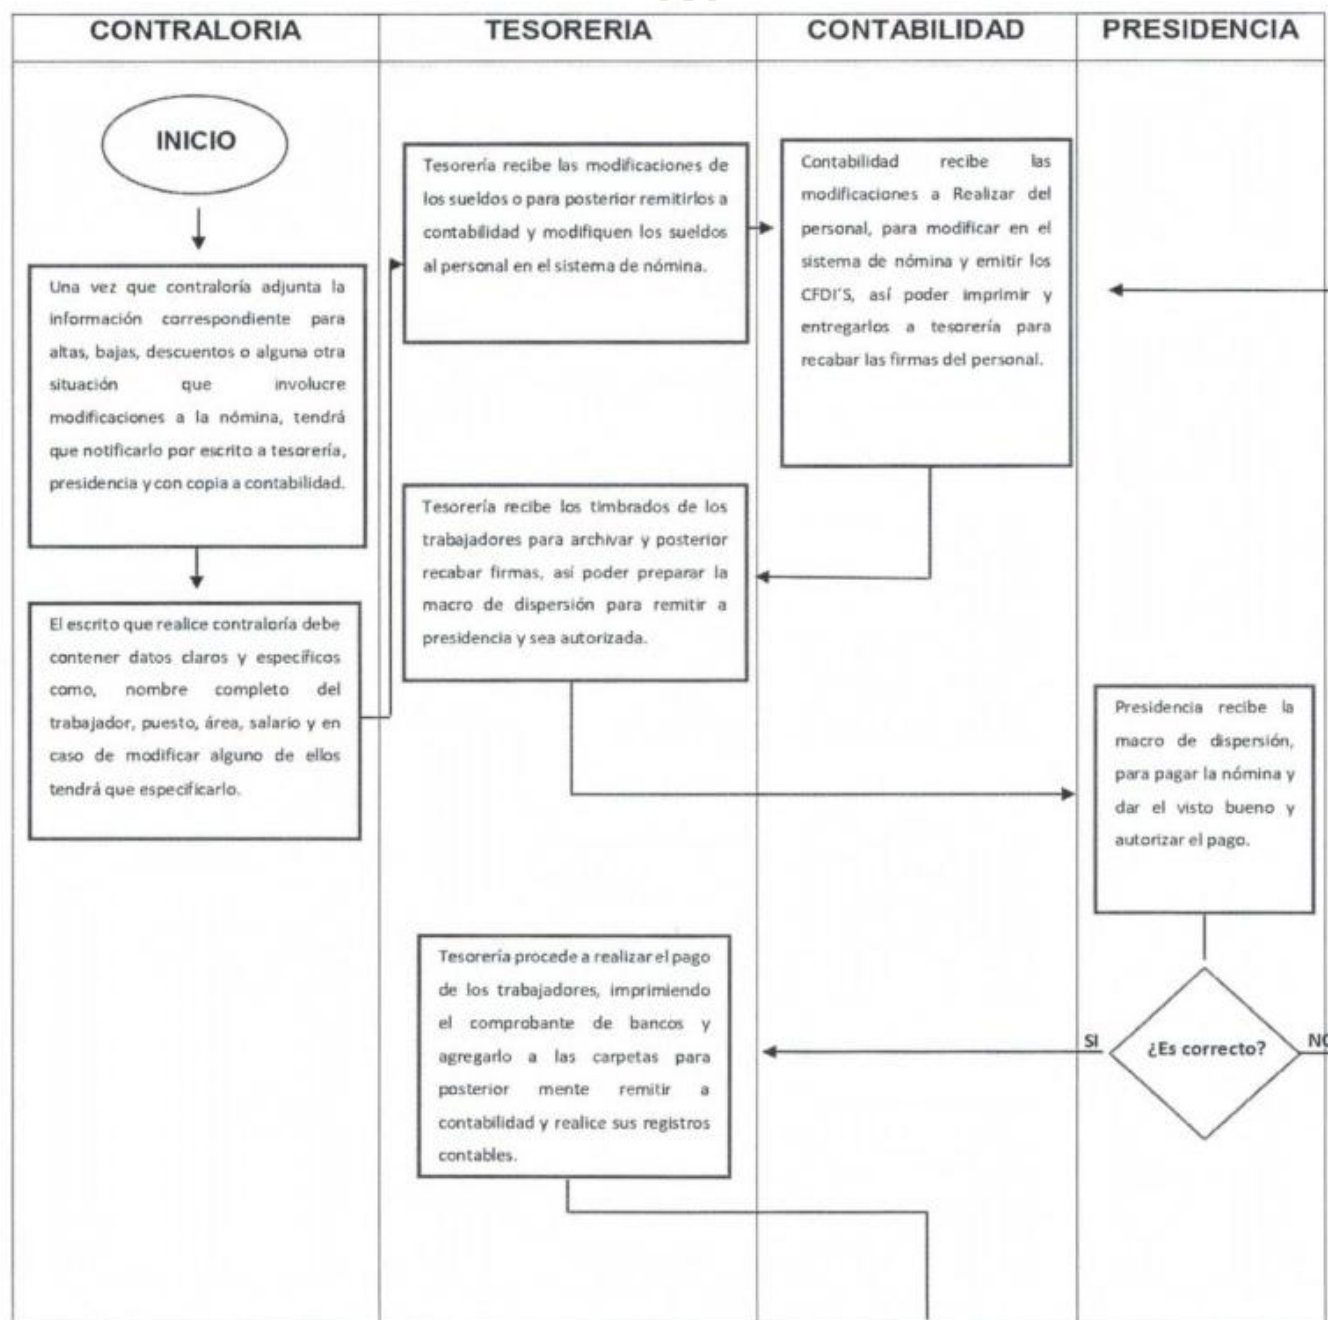 CONTRALORIA
TESORERIA
CONTABILIDAD
PRESIDENCIA
INICIO
Una vez que contraloría adjunta la
información correspondiente para
altas, bajas, descuentos o alguna otra
situación que involucre
modificaciones a la nómina, tendrá
que notificarlo por escrito a tesorería,
presidencia y con copia a contabilidad.
El escrito que realice contraloría debe
contener datos claros y específicos
como, nombre completo del
trabajador, puesto, área, salario y en
caso de modificar alguno de ellos
tendrá que especificarlo.
Tesorería recibe las modificaciones de
los sueldos o para posterior remitirlos a
contabilidad y modifiquen los sueldos
al personal en el sistema de nómina.
Contabilidad recibe las
modificaciones a Realizar del
personal, para modificar en el
sistema de nómina y emitir los
CFDI'S, así poder imprimir y
entregarlos a tesorería para
recabar las firmas del personal.
Tesorería recibe los timbrados de los
trabajadores para archivar y posterior
recabar firmas, así poder preparar la
macro de dispersión para remitir a
presidencia y sea autorizada.
Presidencia recibe la
macro de dispersión,
para pagar la nómina y
dar el visto bueno y
autorizar el pago.
¿Es correcto?
SI
NO
Tesorería procede a realizar el pago
de los trabajadores, imprimiendo
el comprobante de bancos y
agregarlo a las carpetas para
posterior mente remitir a
contabilidad y realice sus registros
contables.